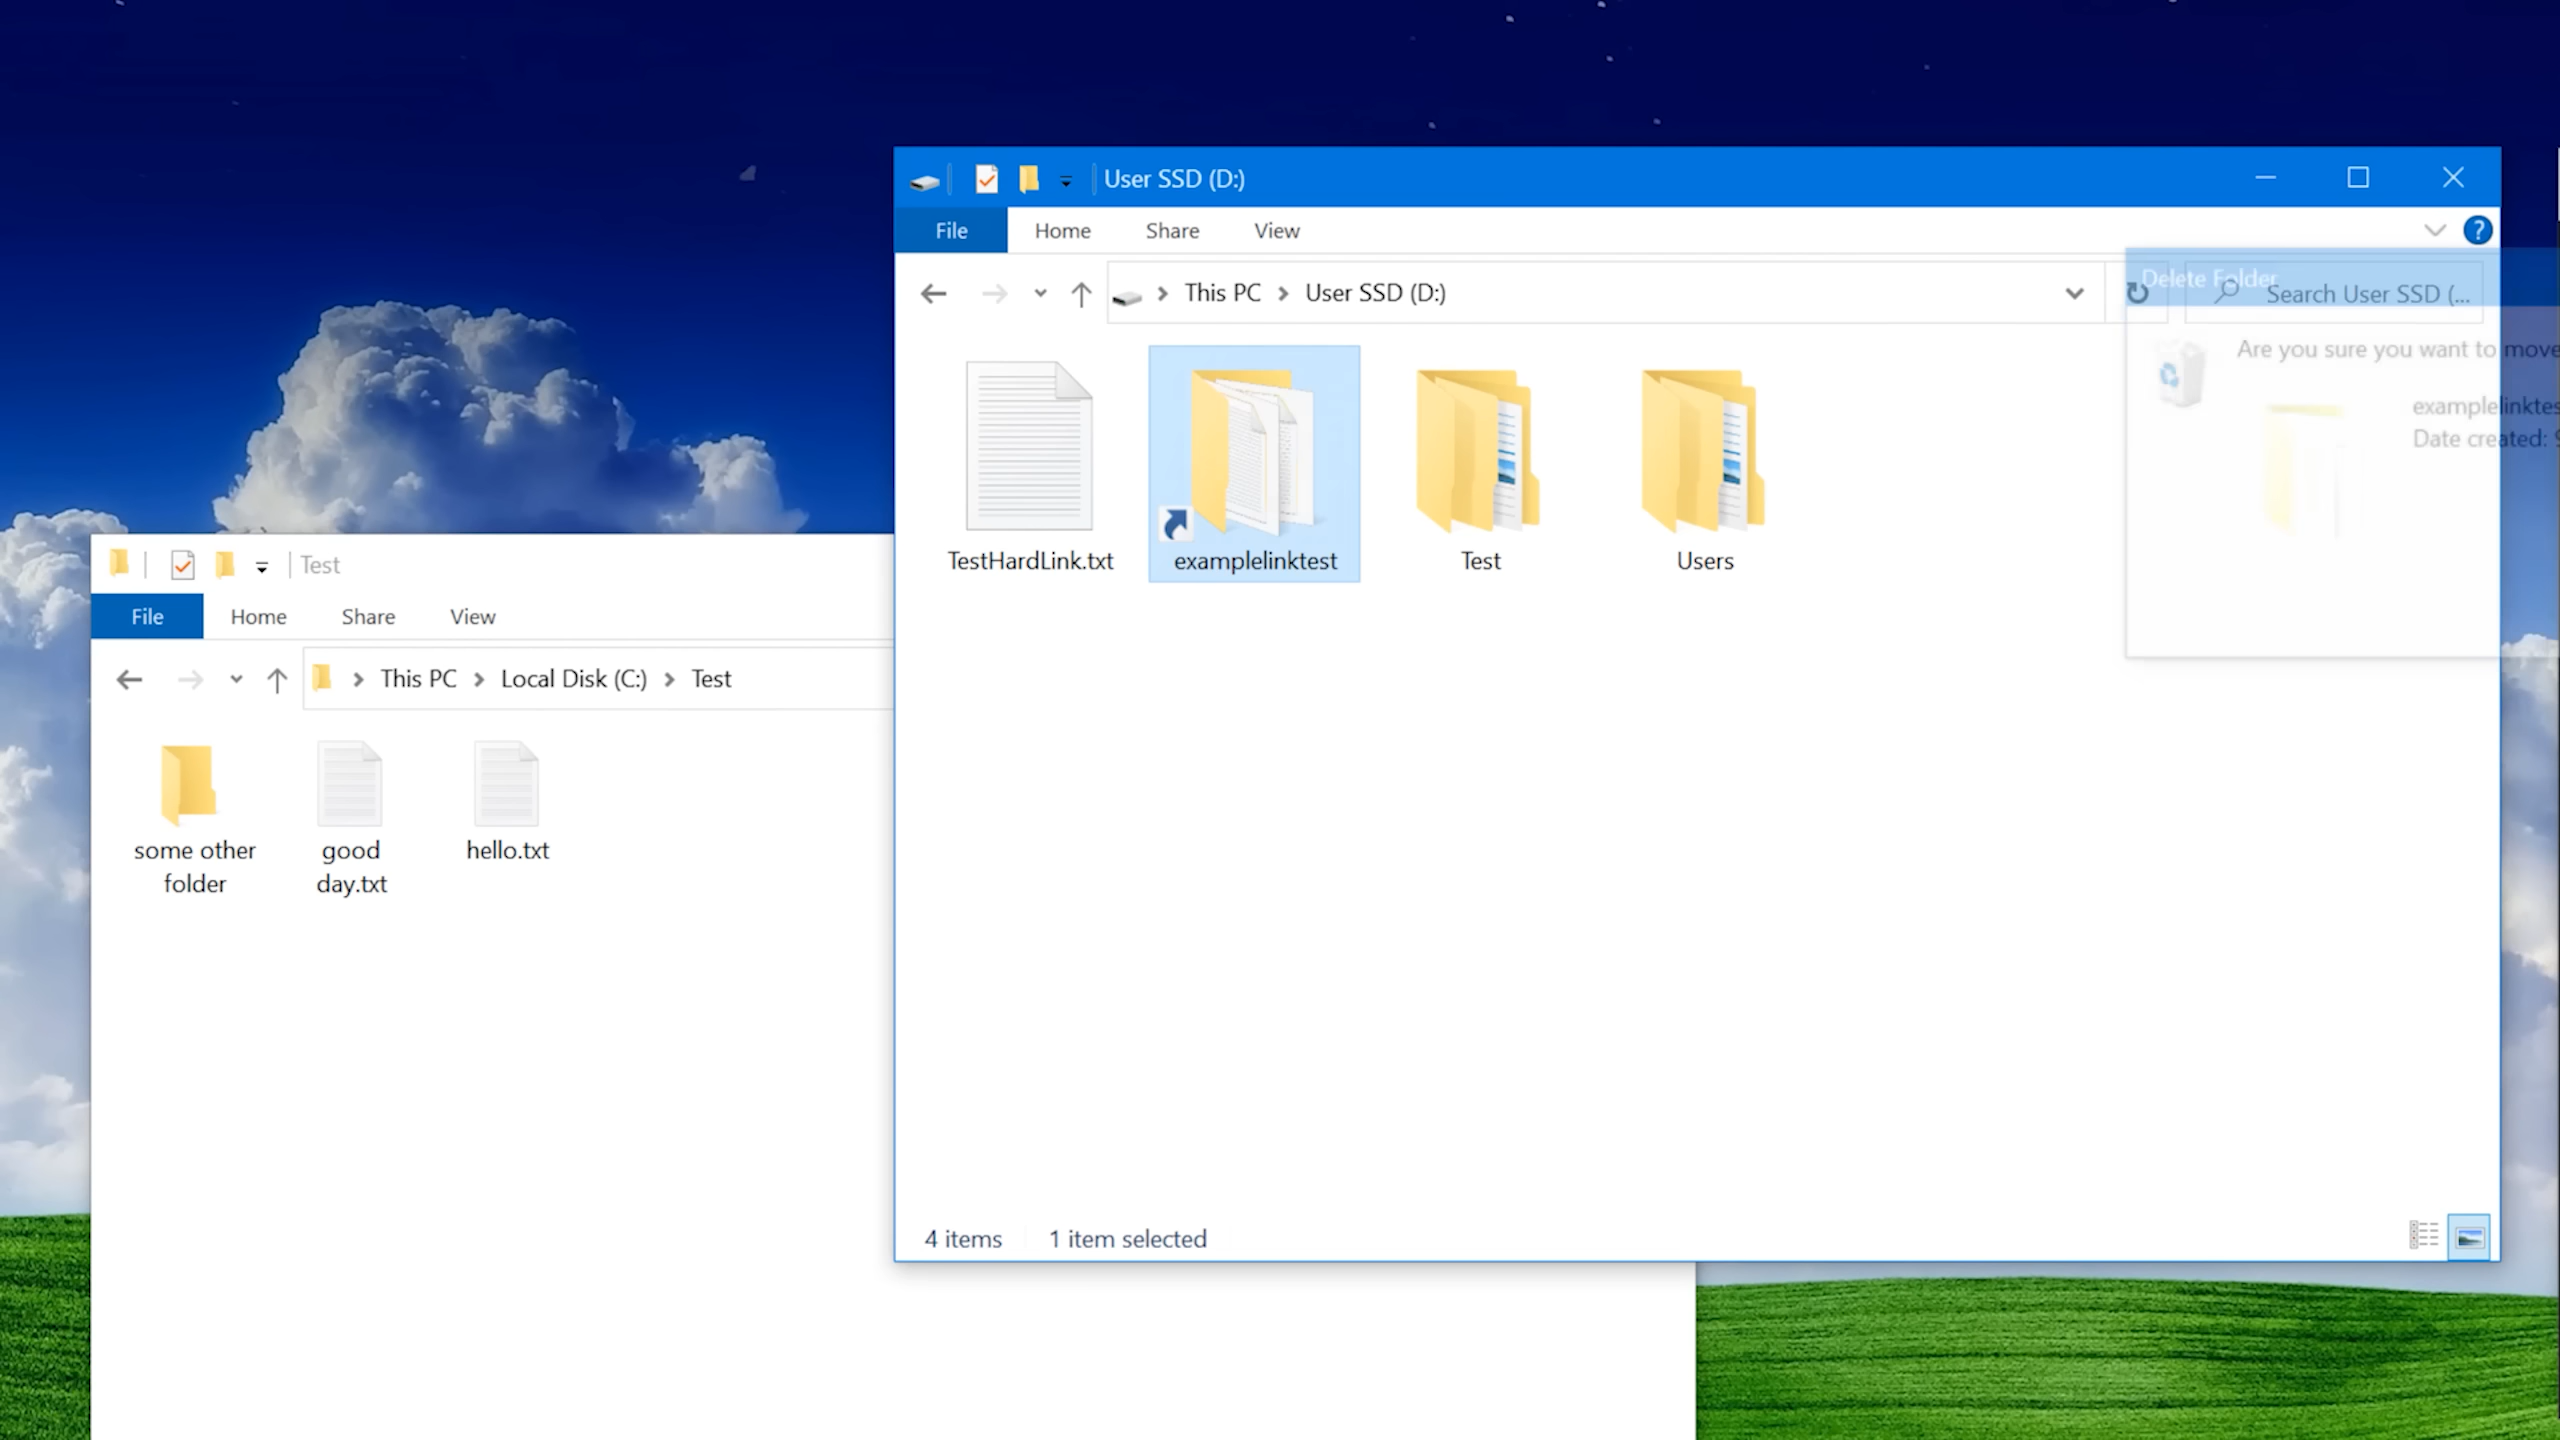 User SSD (D:)
File Home Share View
This PC User SSD (D:)
Search User SSD (...
Delete Folder
Are you sure you want to move
examplelinktes
Date created:
TestHardLink.txt examplelinktest Test Users
4 items 1 item selected
Test
File Home Share View
This PC Local Disk (C:) Test
some other
folder
good
day.txt
hello.txt